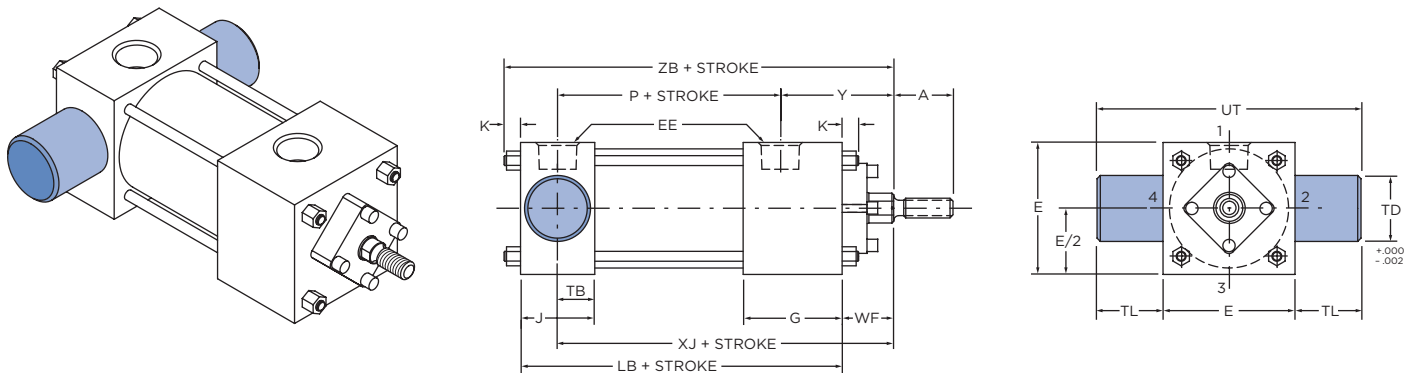 ZB + STROKE
P + STROKE
Y
A
K
EE
K
TB
J
G
WF
XJ + STROKE
LB + STROKE
UT
1
4
2
3
E
E/2
TD
+.000
-.002
TL
E
TL